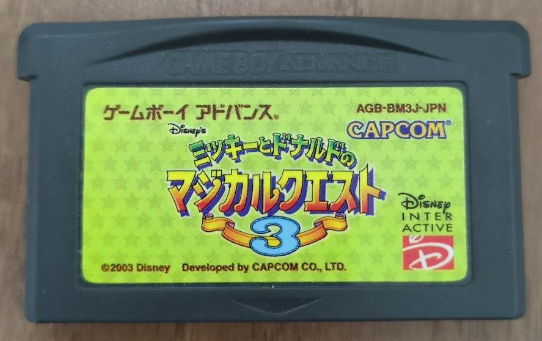 GAME BOY ADVANCE
ゲームボーイ アドバンス®
AGB-BM3J-JPN
CAPCOM®
Disney's
ミッキーとドナルドの
マジカルクエスト
3
Disney
INTER
ACTIVE
©2003 Disney Developed by CAPCOM CO., LTD.